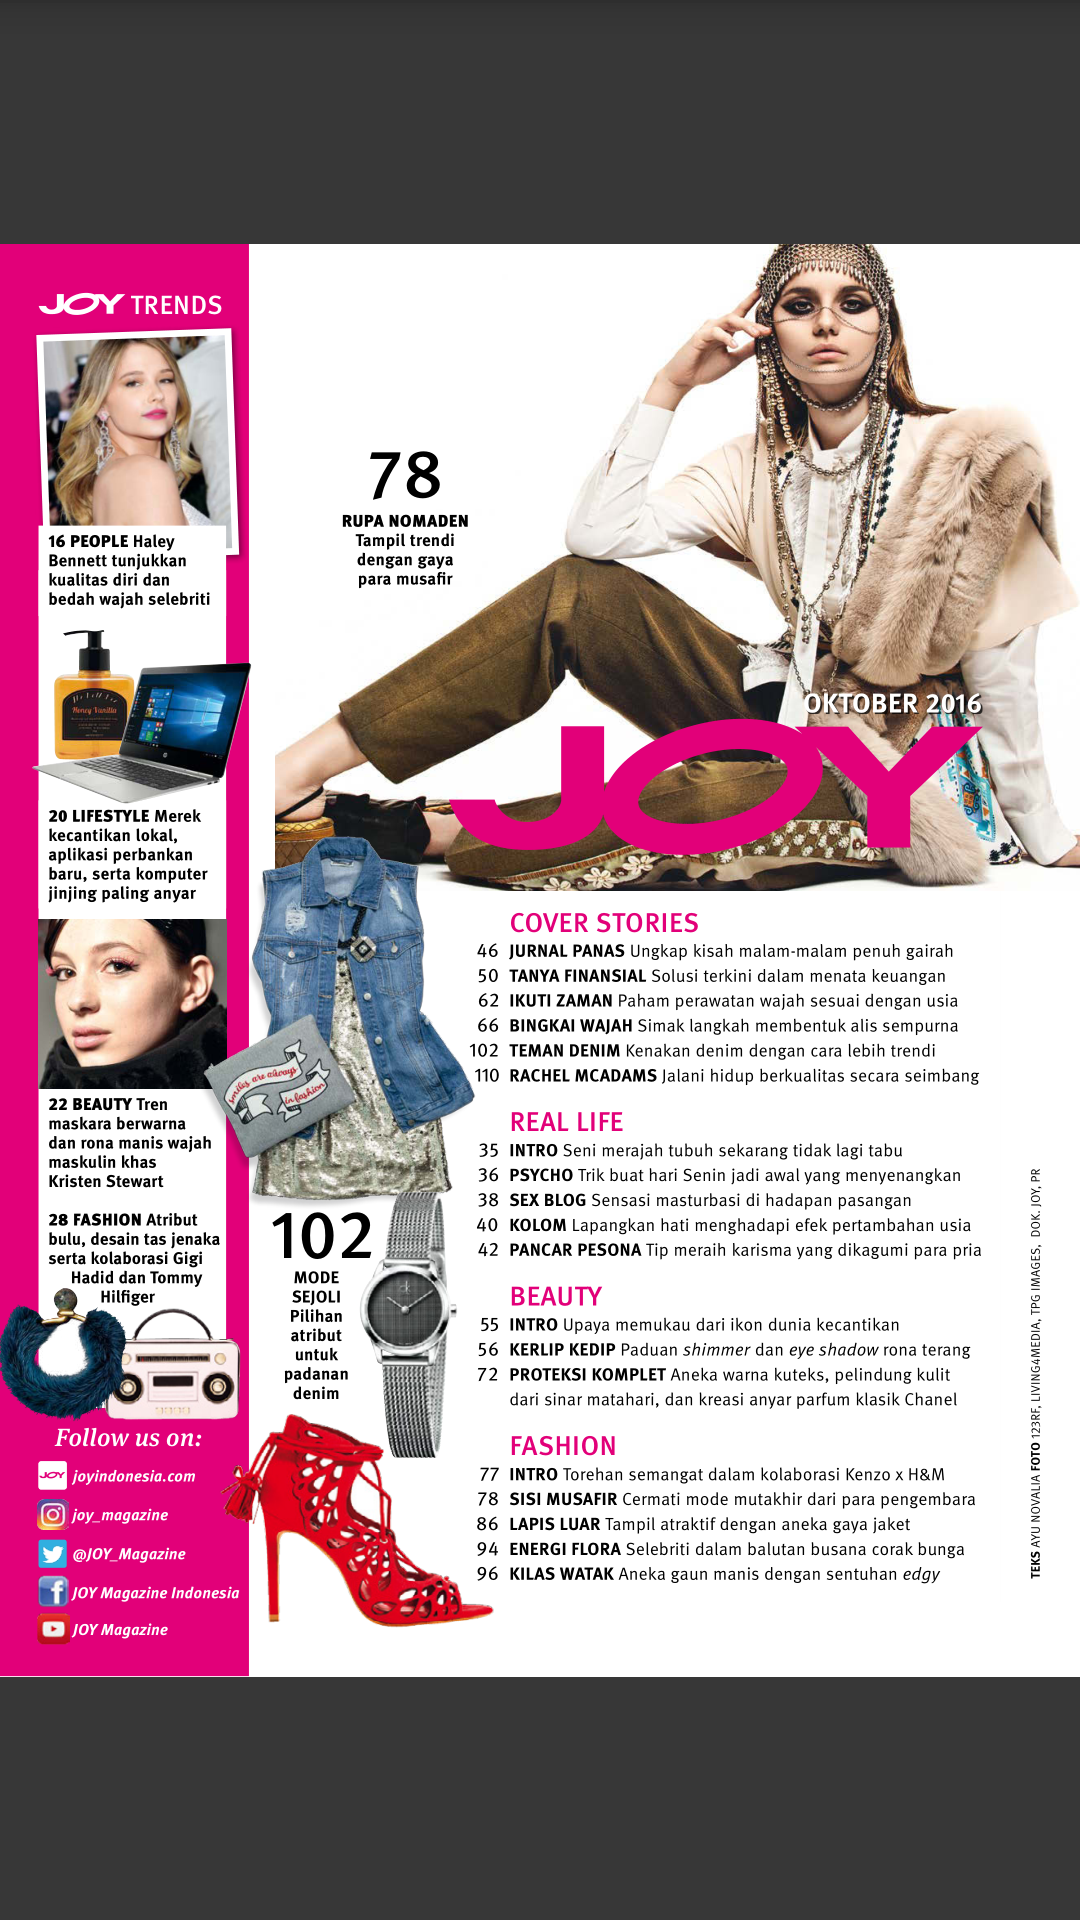 JOY TRENDS
16 PEOPLE Haley
Bennett tunjukkan
kualitas diri dan
bedah wajah selebriti
Honey Vanilla
20 LIFESTYLE Merek
kecantikan lokal,
aplikasi perbankan
baru, serta komputer
jinjing paling anyar
22 BEAUTY Tren
maskara berwarna
dan rona manis wajah
maskulin khas
Kristen Stewart
28 FASHION Atribut
bulu, desain tas jenaka
serta kolaborasi Gigi
Hadid dan Tommy
Hilfiger
Follow us on:
JOY joyindonesia.com
joy_magazine
@JOY_Magazine
JOY Magazine Indonesia
JOY Magazine
78
RUPA NOMADEN
Tampil trendi
dengan gaya
para musafir
OKTOBER 2016
JOY
smiles are always
in fashion
102
MODE
SEJOLI
Pilihan
atribut
untuk
padanan
denim
ck
COVER STORIES
46 JURNAL PANAS Ungkap kisah malam-malam penuh gairah
50 TANYA FINANSIAL Solusi terkini dalam menata keuangan
62 IKUTI ZAMAN Paham perawatan wajah sesuai dengan usia
66 BINGKAI WAJAH Simak langkah membentuk alis sempurna
102 TEMAN DENIM Kenakan denim dengan cara lebih trendi
110 RACHEL MCADAMS Jalani hidup berkualitas secara seimbang
REAL LIFE
35 INTRO Seni merajah tubuh sekarang tidak lagi tabu
36 PSYCHO Trik buat hari Senin jadi awal yang menyenangkan
38 SEX BLOG Sensasi masturbasi di hadapan pasangan
40 KOLOM Lapangkan hati menghadapi efek pertambahan usia
42 PANCAR PESONA Tip meraih karisma yang dikagumi para pria
BEAUTY
55 INTRO Upaya memukau dari ikon dunia kecantikan
56 KERLIP KEDIP Paduan shimmer dan eye shadow rona terang
72 PROTEKSI KOMPLET Aneka warna kuteks, pelindung kulit
dari sinar matahari, dan kreasi anyar parfum klasik Chanel
FASHION
77 INTRO Torehan semangat dalam kolaborasi Kenzo x H&M
78 SISI MUSAFIR Cermati mode mutakhir dari para pengembara
86 LAPIS LUAR Tampil atraktif dengan aneka gaya jaket
94 ENERGI FLORA Selebriti dalam balutan busana corak bunga
96 KILAS WATAK Aneka gaun manis dengan sentuhan edgy
TEKS AYU NOVALIA FOTO 123RF, LIVING4MEDIA, TPG IMAGES, DOK. JOY, PR